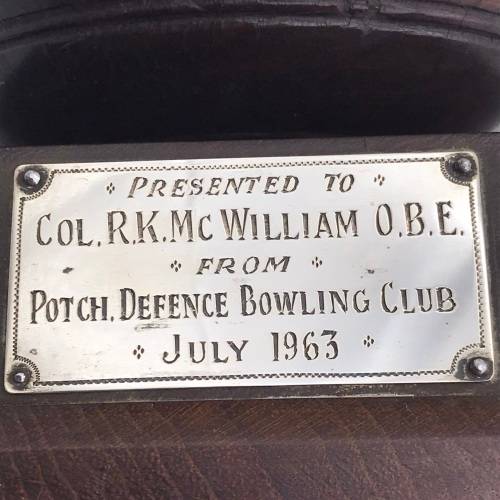 PRESENTED TO
COL. R.K. MC WILLIAM O.B.E.
FROM
POTCH. DEFENCE BOWLING CLUB
JULY 1963